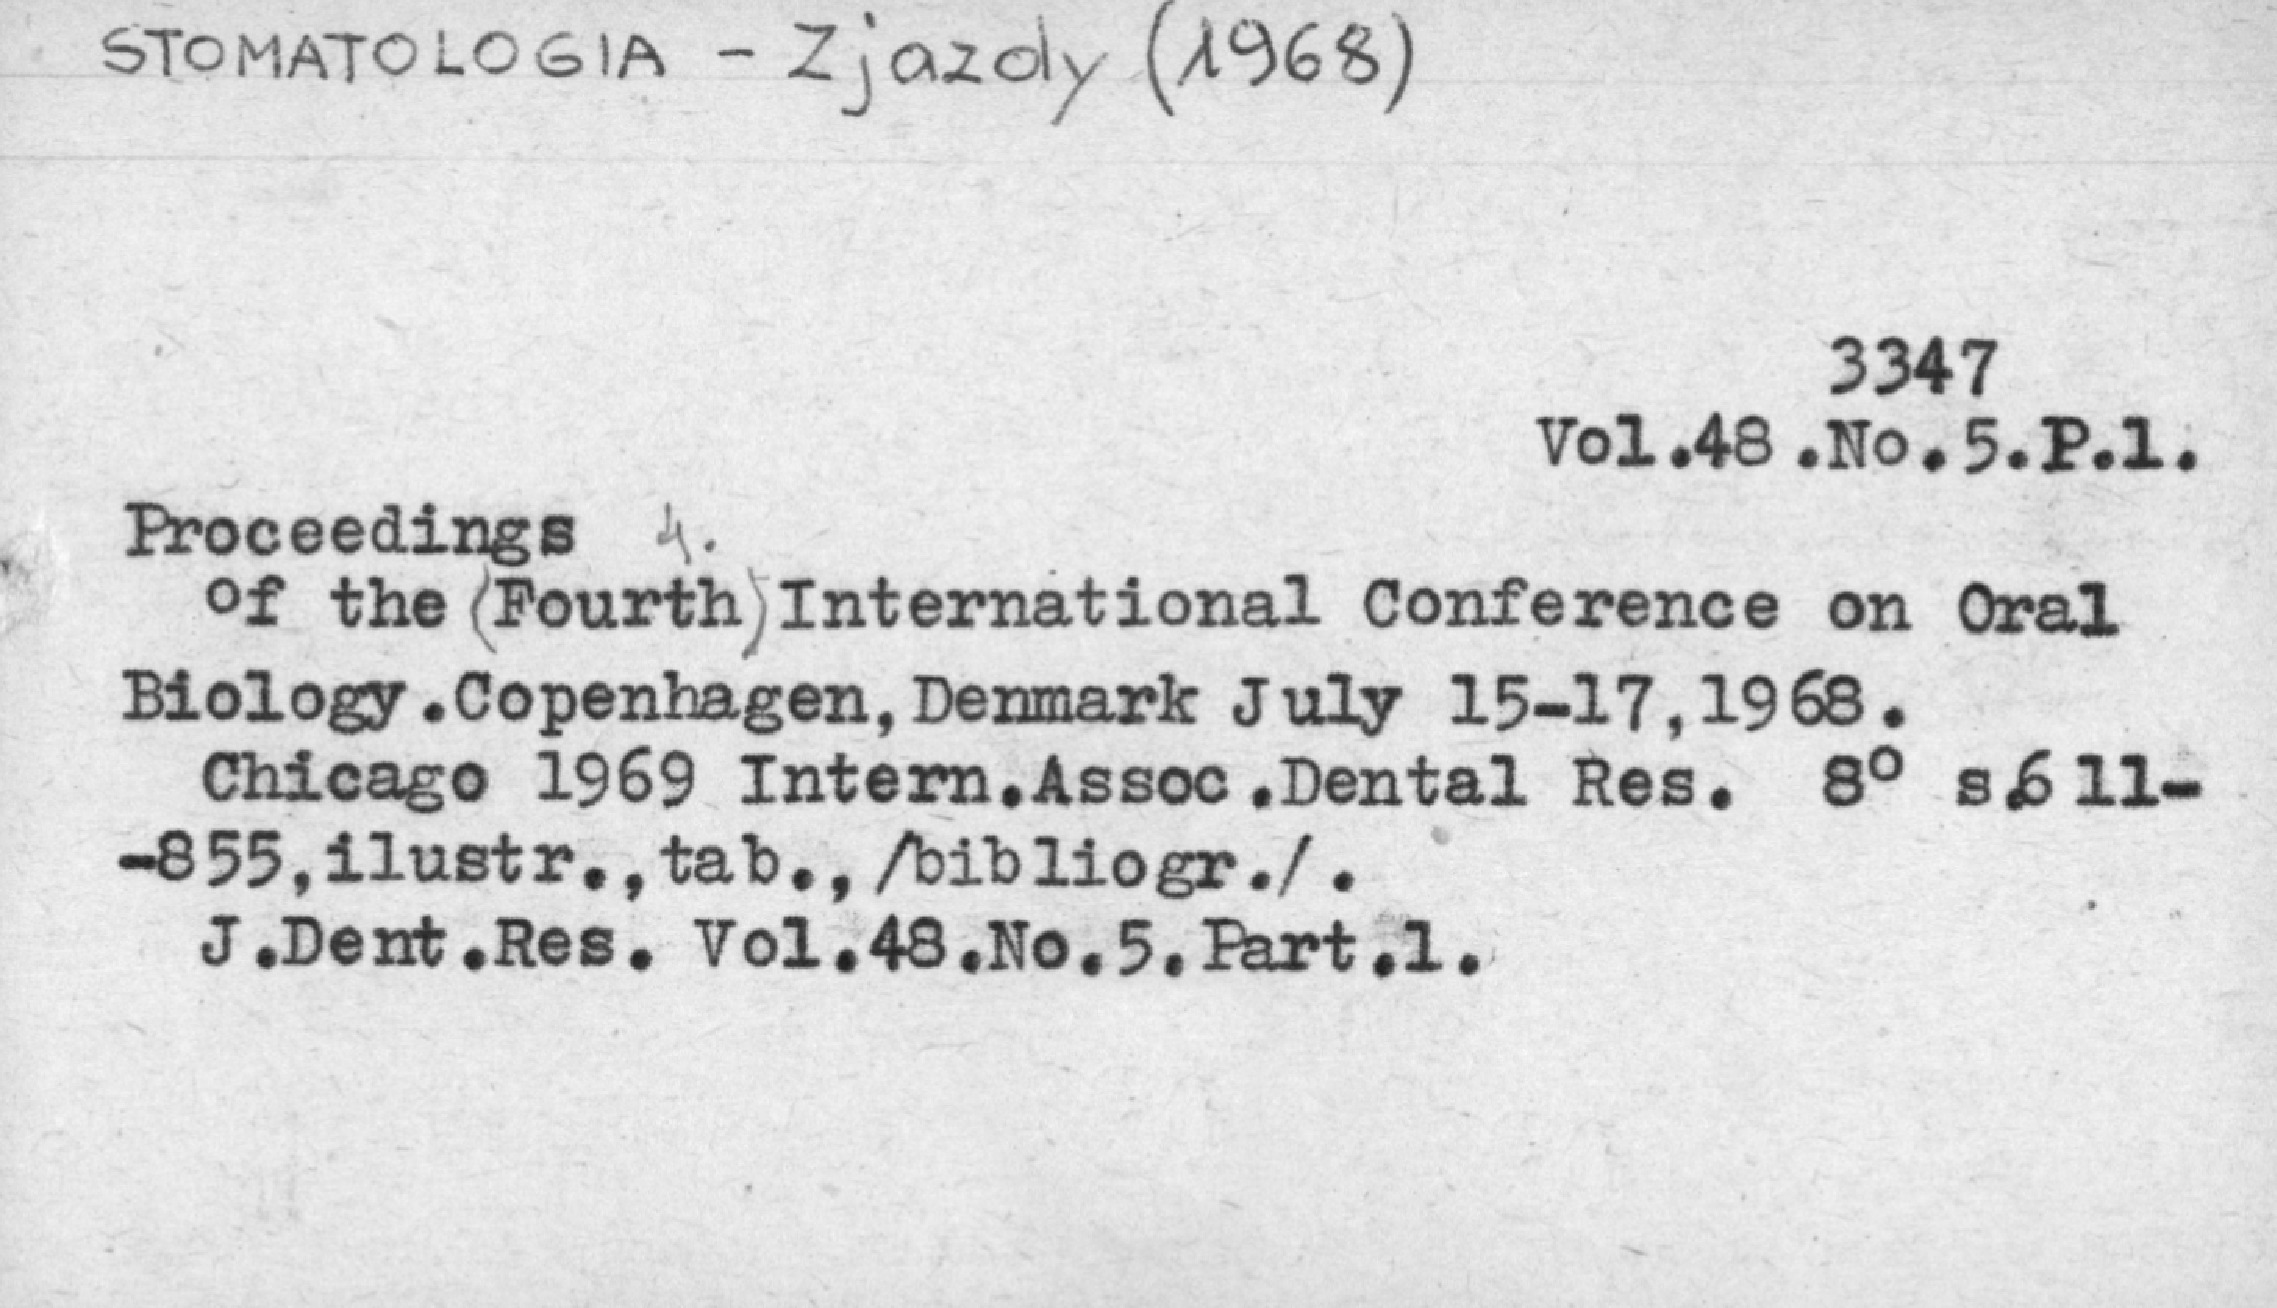 STOMATOLOGIA - Zjazdy (1968)
3347
Vol.48.No.5.P.1.
Proceedings 4.
of the (Fourth) International Conference on Oral
Biology.Copenhagen,Denmark July 15-17,1968.
Chicago 1969 Intern.Assoc.Dental Res. 8° s.611-
-855,ilustr.,tab.,/bibliogr./.
J.Dent.Res. Vol.48.No.5.Part.1.